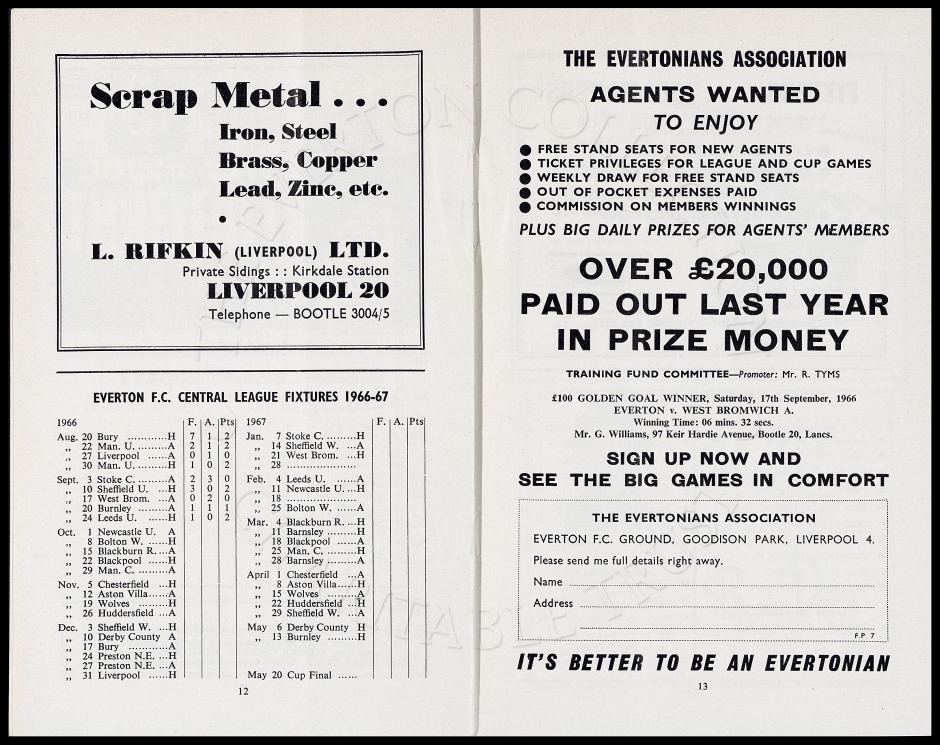 Scrap Metal . . .
Iron, Steel
Brass, Copper
Lead, Zinc, etc.
L. RIFKIN (LIVERPOOL) LTD.
Private Sidings : : Kirkdale Station
LIVERPOOL 20
Telephone — BOOTLE 3004/5
EVERTON F.C. CENTRAL LEAGUE FIXTURES 1966-67
1966 F. A. Pts
Aug. 20 Bury ............H 7 1 2
,, 22 Man. U. ........A 2 1 2
,, 27 Liverpool ......A 0 1 0
,, 30 Man. U. ........H 1 0 2
Sept. 3 Stoke C. ........A 2 3 0
,, 10 Sheffield U. ...H 3 0 2
,, 17 West Brom. ...A 0 2 0
,, 20 Burnley .........A 1 1 1
,, 24 Leeds U. ......H 1 0 2
Oct. 1 Newcastle U. A
,, 8 Bolton W. ......H
,, 15 Blackburn R. ...A
,, 22 Blackpool ......H
,, 29 Man. C. .........A
Nov. 5 Chesterfield ...H
,, 12 Aston Villa......A
,, 19 Wolves .........H
,, 26 Huddersfield ...A
Dec. 3 Sheffield W. ...H
,, 10 Derby County A
,, 17 Bury ............A
,, 24 Preston N.E. ...H
,, 27 Preston N.E. ...A
,, 31 Liverpool ......H
1967 F. A. Pts
Jan. 7 Stoke C. .........H
,, 14 Sheffield W. ...A
,, 21 West Brom. ...H
,, 28 .....................
Feb. 4 Leeds U. .........A
,, 11 Newcastle U. ...H
,, 18 .....................
,, 25 Bolton W. ......A
Mar. 4 Blackburn R. ...H
,, 11 Barnsley .........H
,, 18 Blackpool ......A
,, 25 Man. C. .........H
,, 28 Barnsley .........A
April 1 Chesterfield ...A
,, 8 Aston Villa......H
,, 15 Wolves .........A
,, 22 Huddersfield ...H
,, 29 Sheffield W. ...A
May 6 Derby County H
,, 13 Burnley .........H
May 20 Cup Final ......
12
THE EVERTONIANS ASSOCIATION
AGENTS WANTED
TO ENJOY
● FREE STAND SEATS FOR NEW AGENTS
● TICKET PRIVILEGES FOR LEAGUE AND CUP GAMES
● WEEKLY DRAW FOR FREE STAND SEATS
● OUT OF POCKET EXPENSES PAID
● COMMISSION ON MEMBERS WINNINGS
PLUS BIG DAILY PRIZES FOR AGENTS' MEMBERS
OVER £20,000
PAID OUT LAST YEAR
IN PRIZE MONEY
TRAINING FUND COMMITTEE—Promoter: Mr. R. TYMS
£100 GOLDEN GOAL WINNER, Saturday, 17th September, 1966
EVERTON v. WEST BROMWICH A.
Winning Time: 06 mins. 32 secs.
Mr. G. Williams, 97 Keir Hardie Avenue, Bootle 20, Lancs.
SIGN UP NOW AND
SEE THE BIG GAMES IN COMFORT
THE EVERTONIANS ASSOCIATION
EVERTON F.C. GROUND, GOODISON PARK, LIVERPOOL 4.
Please send me full details right away.
Name
Address
F.P. 7
IT'S BETTER TO BE AN EVERTONIAN
13